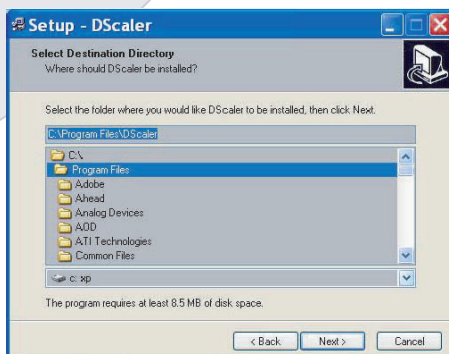 Setup - DScaler
Select Destination Directory
Where should DScaler be installed?
Select the folder where you would like DScaler to be installed, then click Next.
C:\Program Files\DScaler
C:\
Program Files
Adobe
Ahead
Analog Devices
AOD
ATI Technologies
Common Files
c: xp
The program requires at least 8.5 MB of disk space.
< Back
Next >
Cancel